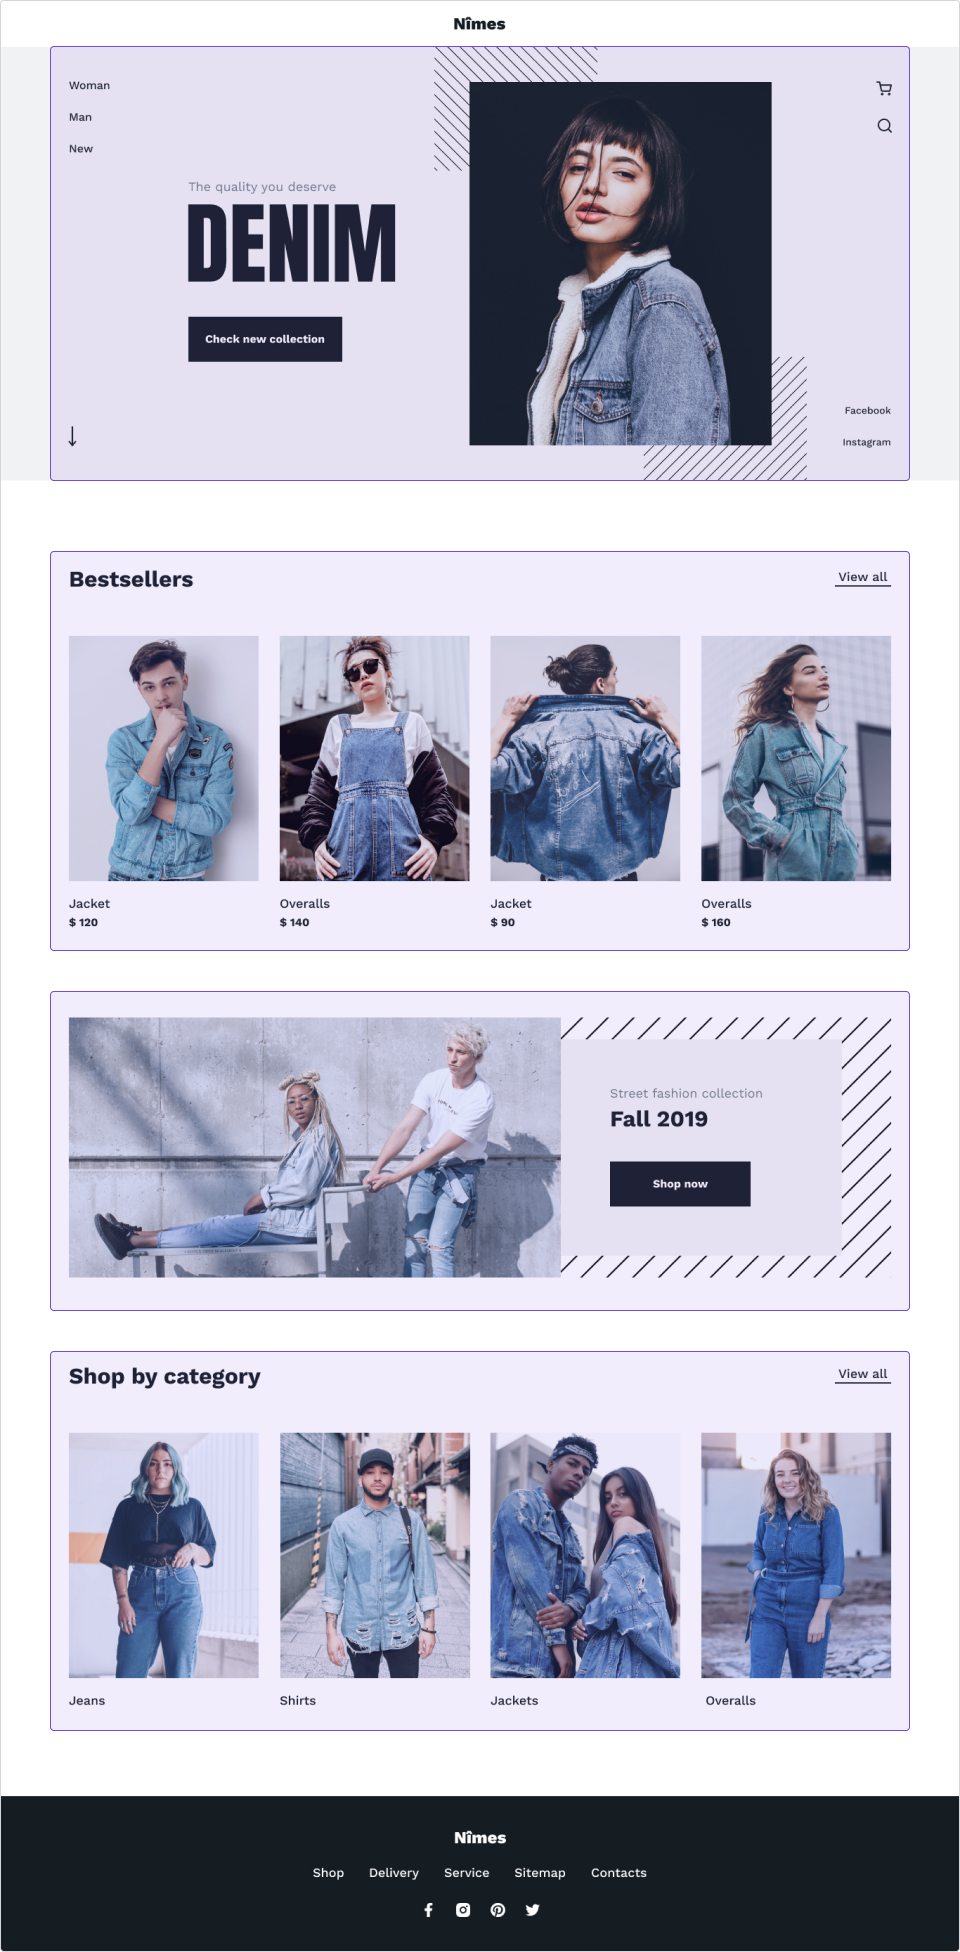 Nîmes
Woman
Man
New
The quality you deserve
DENIM
Check new collection
Facebook
Instagram
Bestsellers
View all
Jacket
$ 120
Overalls
$ 140
Jacket
$ 90
Overalls
$ 160
Street fashion collection
Fall 2019
Shop now
Shop by category
View all
Jeans
Shirts
Jackets
Overalls
Nîmes
Shop Delivery Service Sitemap Contacts